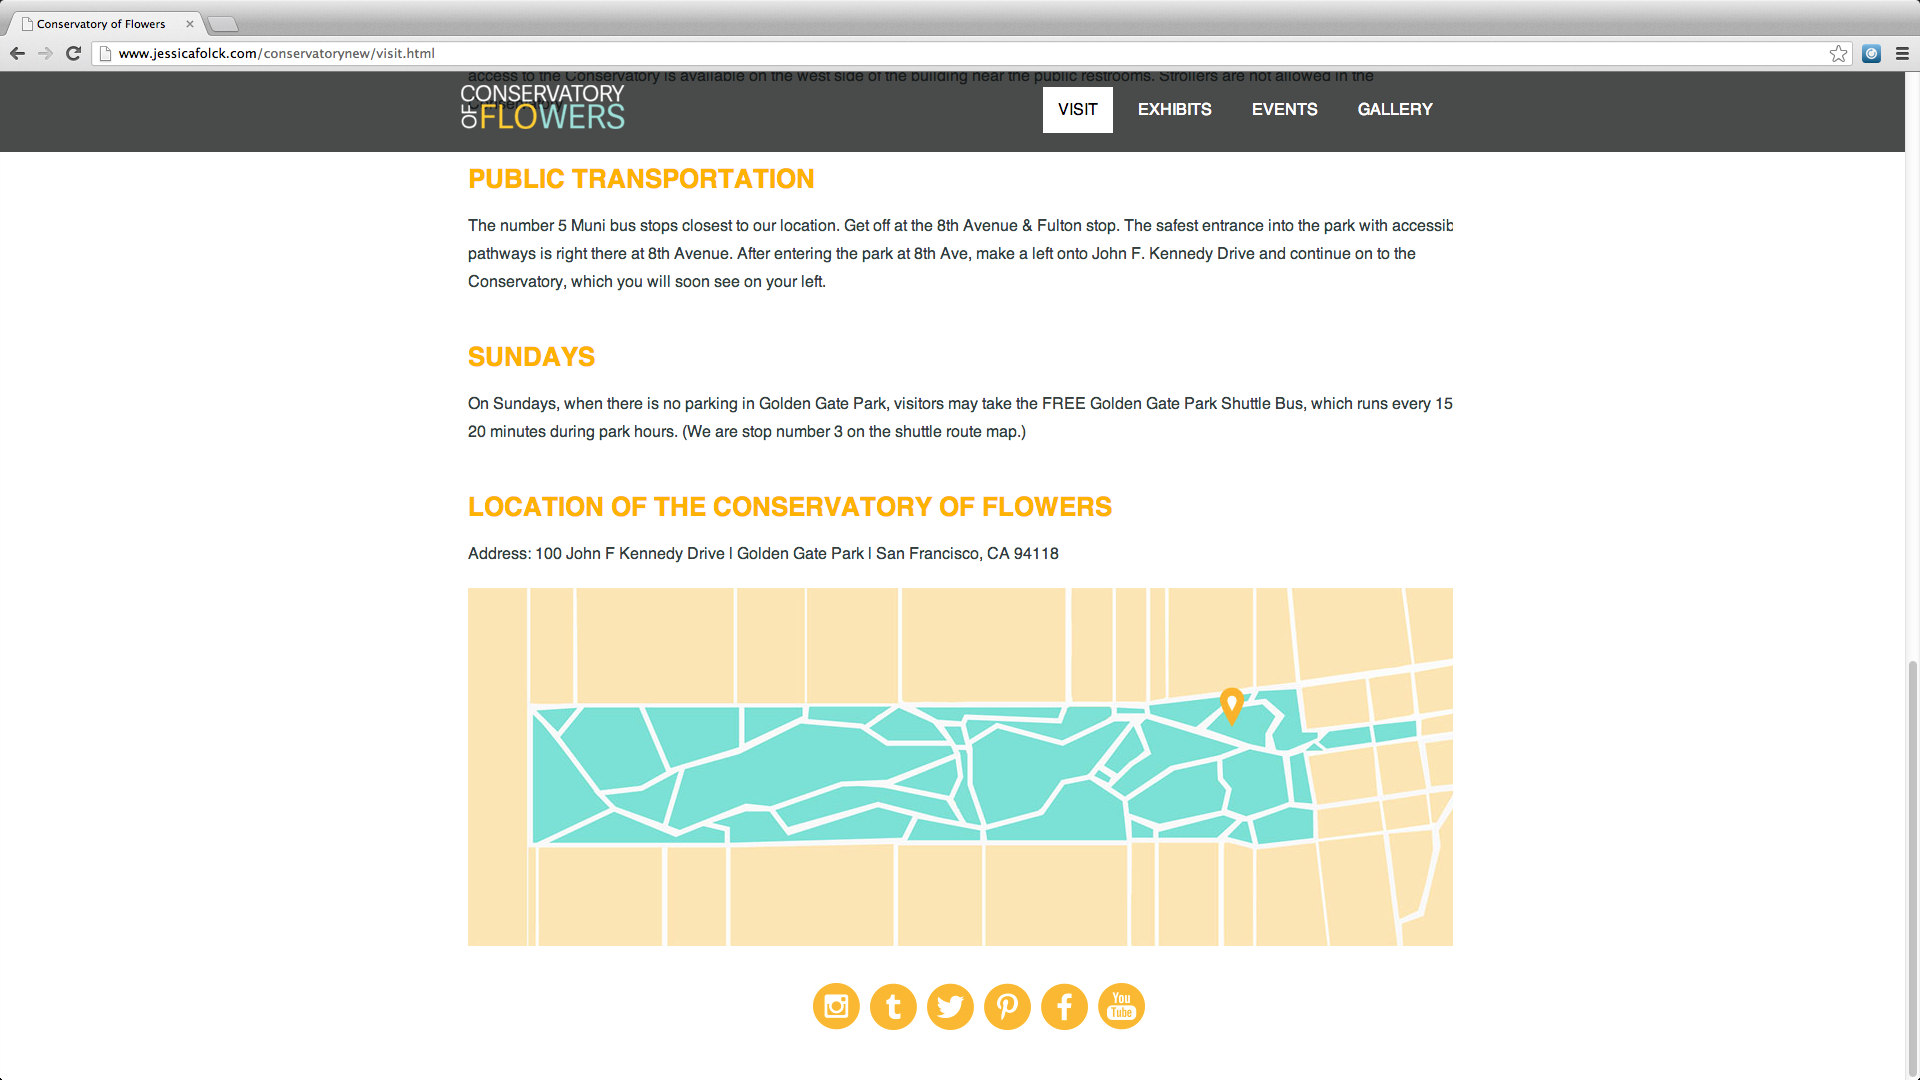 Conservatory of Flowers
www.jessicafolck.com/conservatorynew/visit.html
access to the Conservatory is available on the west side of the building near the public restrooms. Strollers are not allowed in the
CONSERVATORY
OF FLOWERS
VISIT EXHIBITS EVENTS GALLERY
PUBLIC TRANSPORTATION
The number 5 Muni bus stops closest to our location. Get off at the 8th Avenue & Fulton stop. The safest entrance into the park with accessib
pathways is right there at 8th Avenue. After entering the park at 8th Ave, make a left onto John F. Kennedy Drive and continue on to the
Conservatory, which you will soon see on your left.
SUNDAYS
On Sundays, when there is no parking in Golden Gate Park, visitors may take the FREE Golden Gate Park Shuttle Bus, which runs every 15
20 minutes during park hours. (We are stop number 3 on the shuttle route map.)
LOCATION OF THE CONSERVATORY OF FLOWERS
Address: 100 John F Kennedy Drive | Golden Gate Park | San Francisco, CA 94118
You
Tube